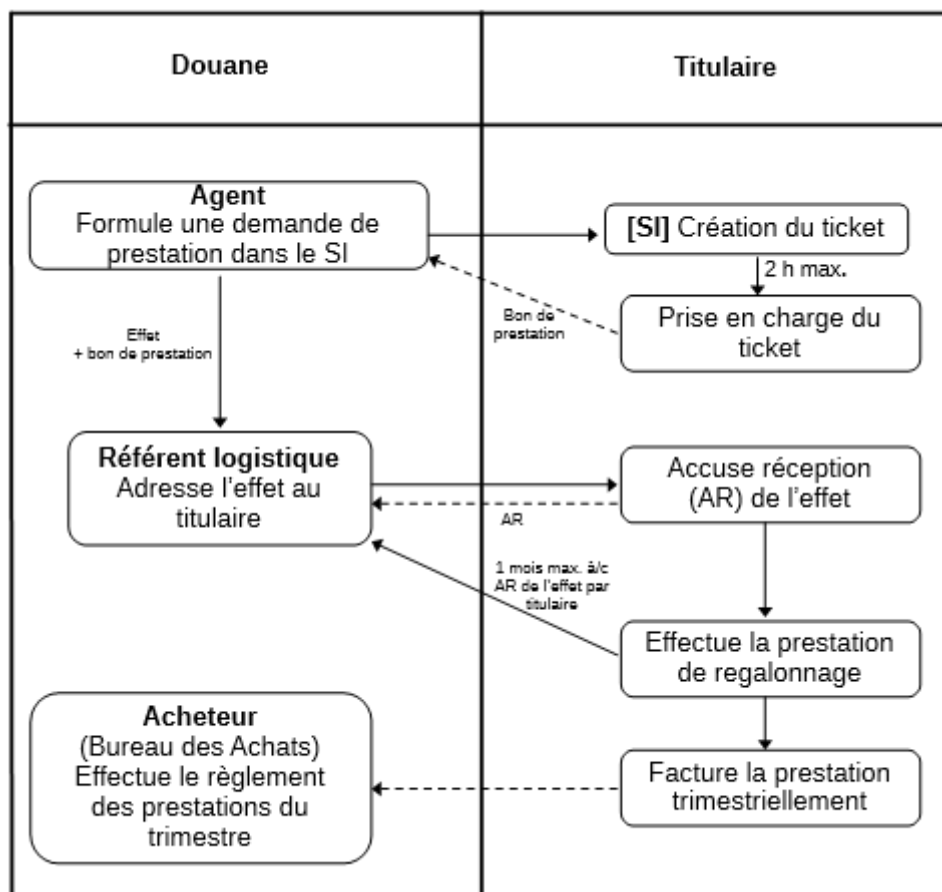 Douane
Titulaire
Agent
Formule une demande de
prestation dans le SI
[SI] Création du ticket
2 h max.
Bon de
prestation
Prise en charge du
ticket
Effet
+ bon de prestation
Référent logistique
Adresse l'effet au
titulaire
Accuse réception
(AR) de l'effet
AR
1 mois max. à/c
AR de l'effet par
titulaire
Effectue la prestation
de regalonnage
Acheteur
(Bureau des Achats)
Effectue le règlement
des prestations du
trimestre
Facture la prestation
trimestriellement